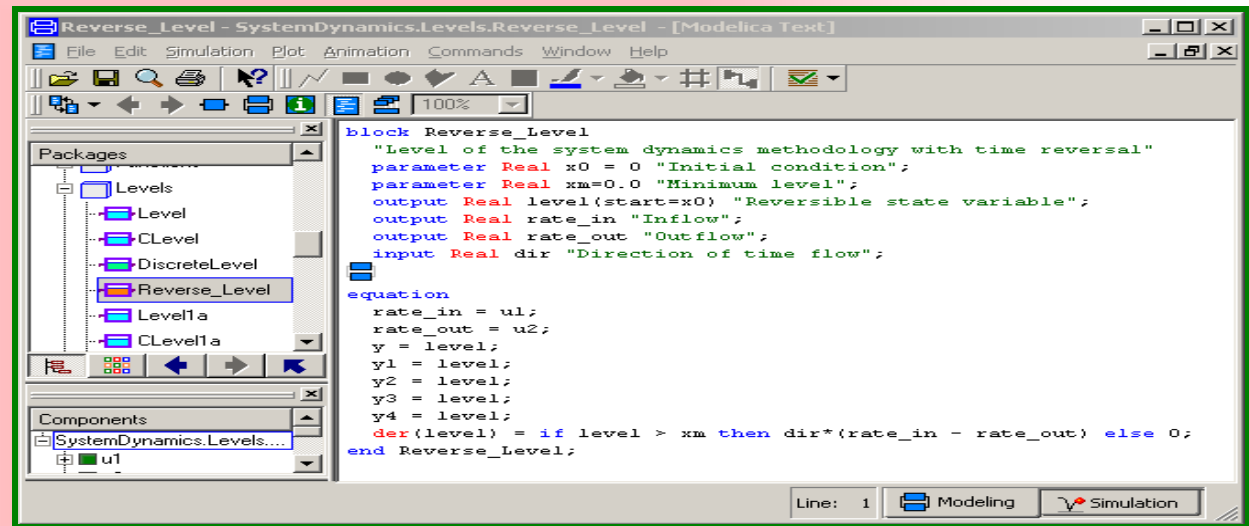 Reverse_Level - SystemDynamics.Levels.Reverse_Level - [Modelica Text]
File Edit Simulation Plot Animation Commands Window Help
100%
Packages
Levels
Level
CLevel
DiscreteLevel
Reverse_Level
Level1a
CLevel1a
Components
SystemDynamics.Levels....
u1
block Reverse_Level
"Level of the system dynamics methodology with time reversal"
parameter Real x0 = 0 "Initial condition";
parameter Real xm=0.0 "Minimum level";
output Real level(start=x0) "Reversible state variable";
output Real rate_in "Inflow";
output Real rate_out "Outflow";
input Real dir "Direction of time flow";
equation
rate_in = u1;
rate_out = u2;
y = level;
y1 = level;
y2 = level;
y3 = level;
y4 = level;
der(level) = if level > xm then dir*(rate_in - rate_out) else 0;
end Reverse_Level;
Line: 1 Modeling Simulation